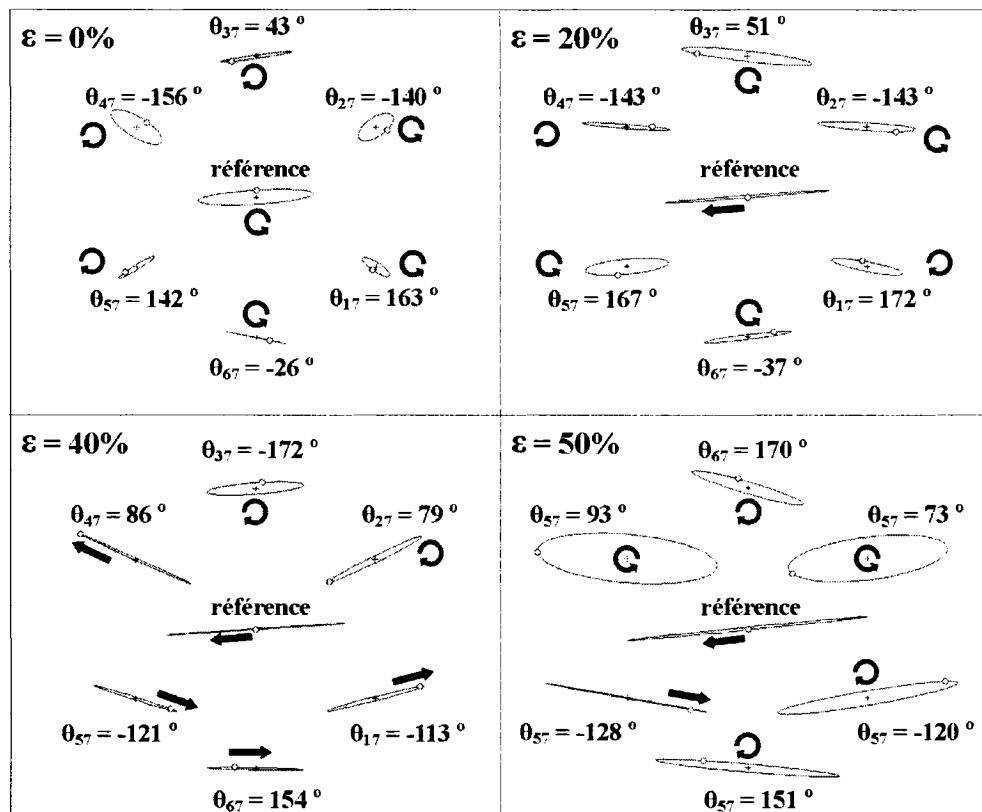 ε = 0%
θ37 = 43 °
θ47 = -156 °
θ27 = -140 °
référence
θ57 = 142 °
θ17 = 163 °
θ67 = -26 °
ε = 20%
θ37 = 51 °
θ47 = -143 °
θ27 = -143 °
référence
θ57 = 167 °
θ17 = 172 °
θ67 = -37 °
ε = 40%
θ37 = -172 °
θ47 = 86 °
θ27 = 79 °
référence
θ57 = -121 °
θ17 = -113 °
θ67 = 154 °
ε = 50%
θ67 = 170 °
θ57 = 93 °
θ57 = 73 °
référence
θ57 = -128 °
θ57 = -120 °
θ57 = 151 °